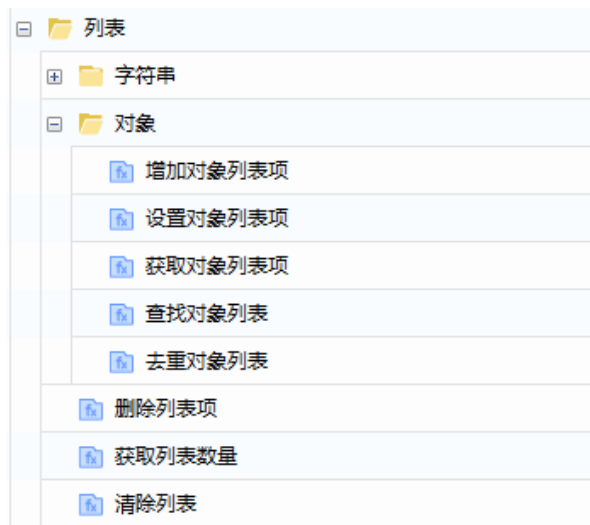 列表
字符串
对象
增加对象列表项
设置对象列表项
获取对象列表项
查找对象列表
去重对象列表
删除列表项
获取列表数量
清除列表